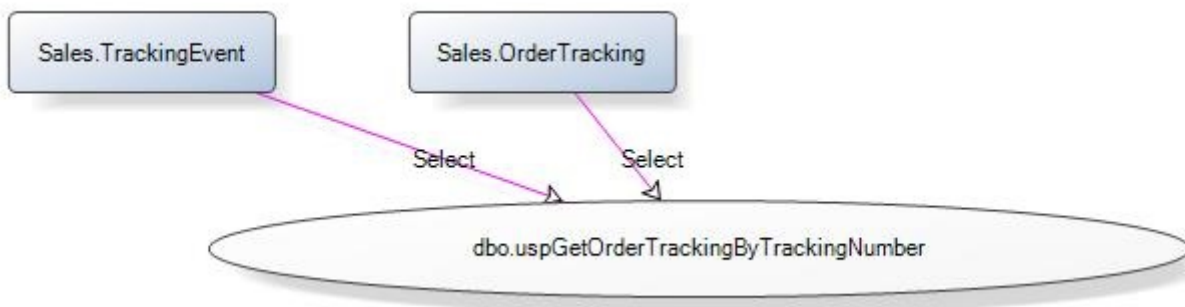 Sales.TrackingEvent
Sales.OrderTracking
Select
Select
dbo.uspGetOrderTrackingByTrackingNumber